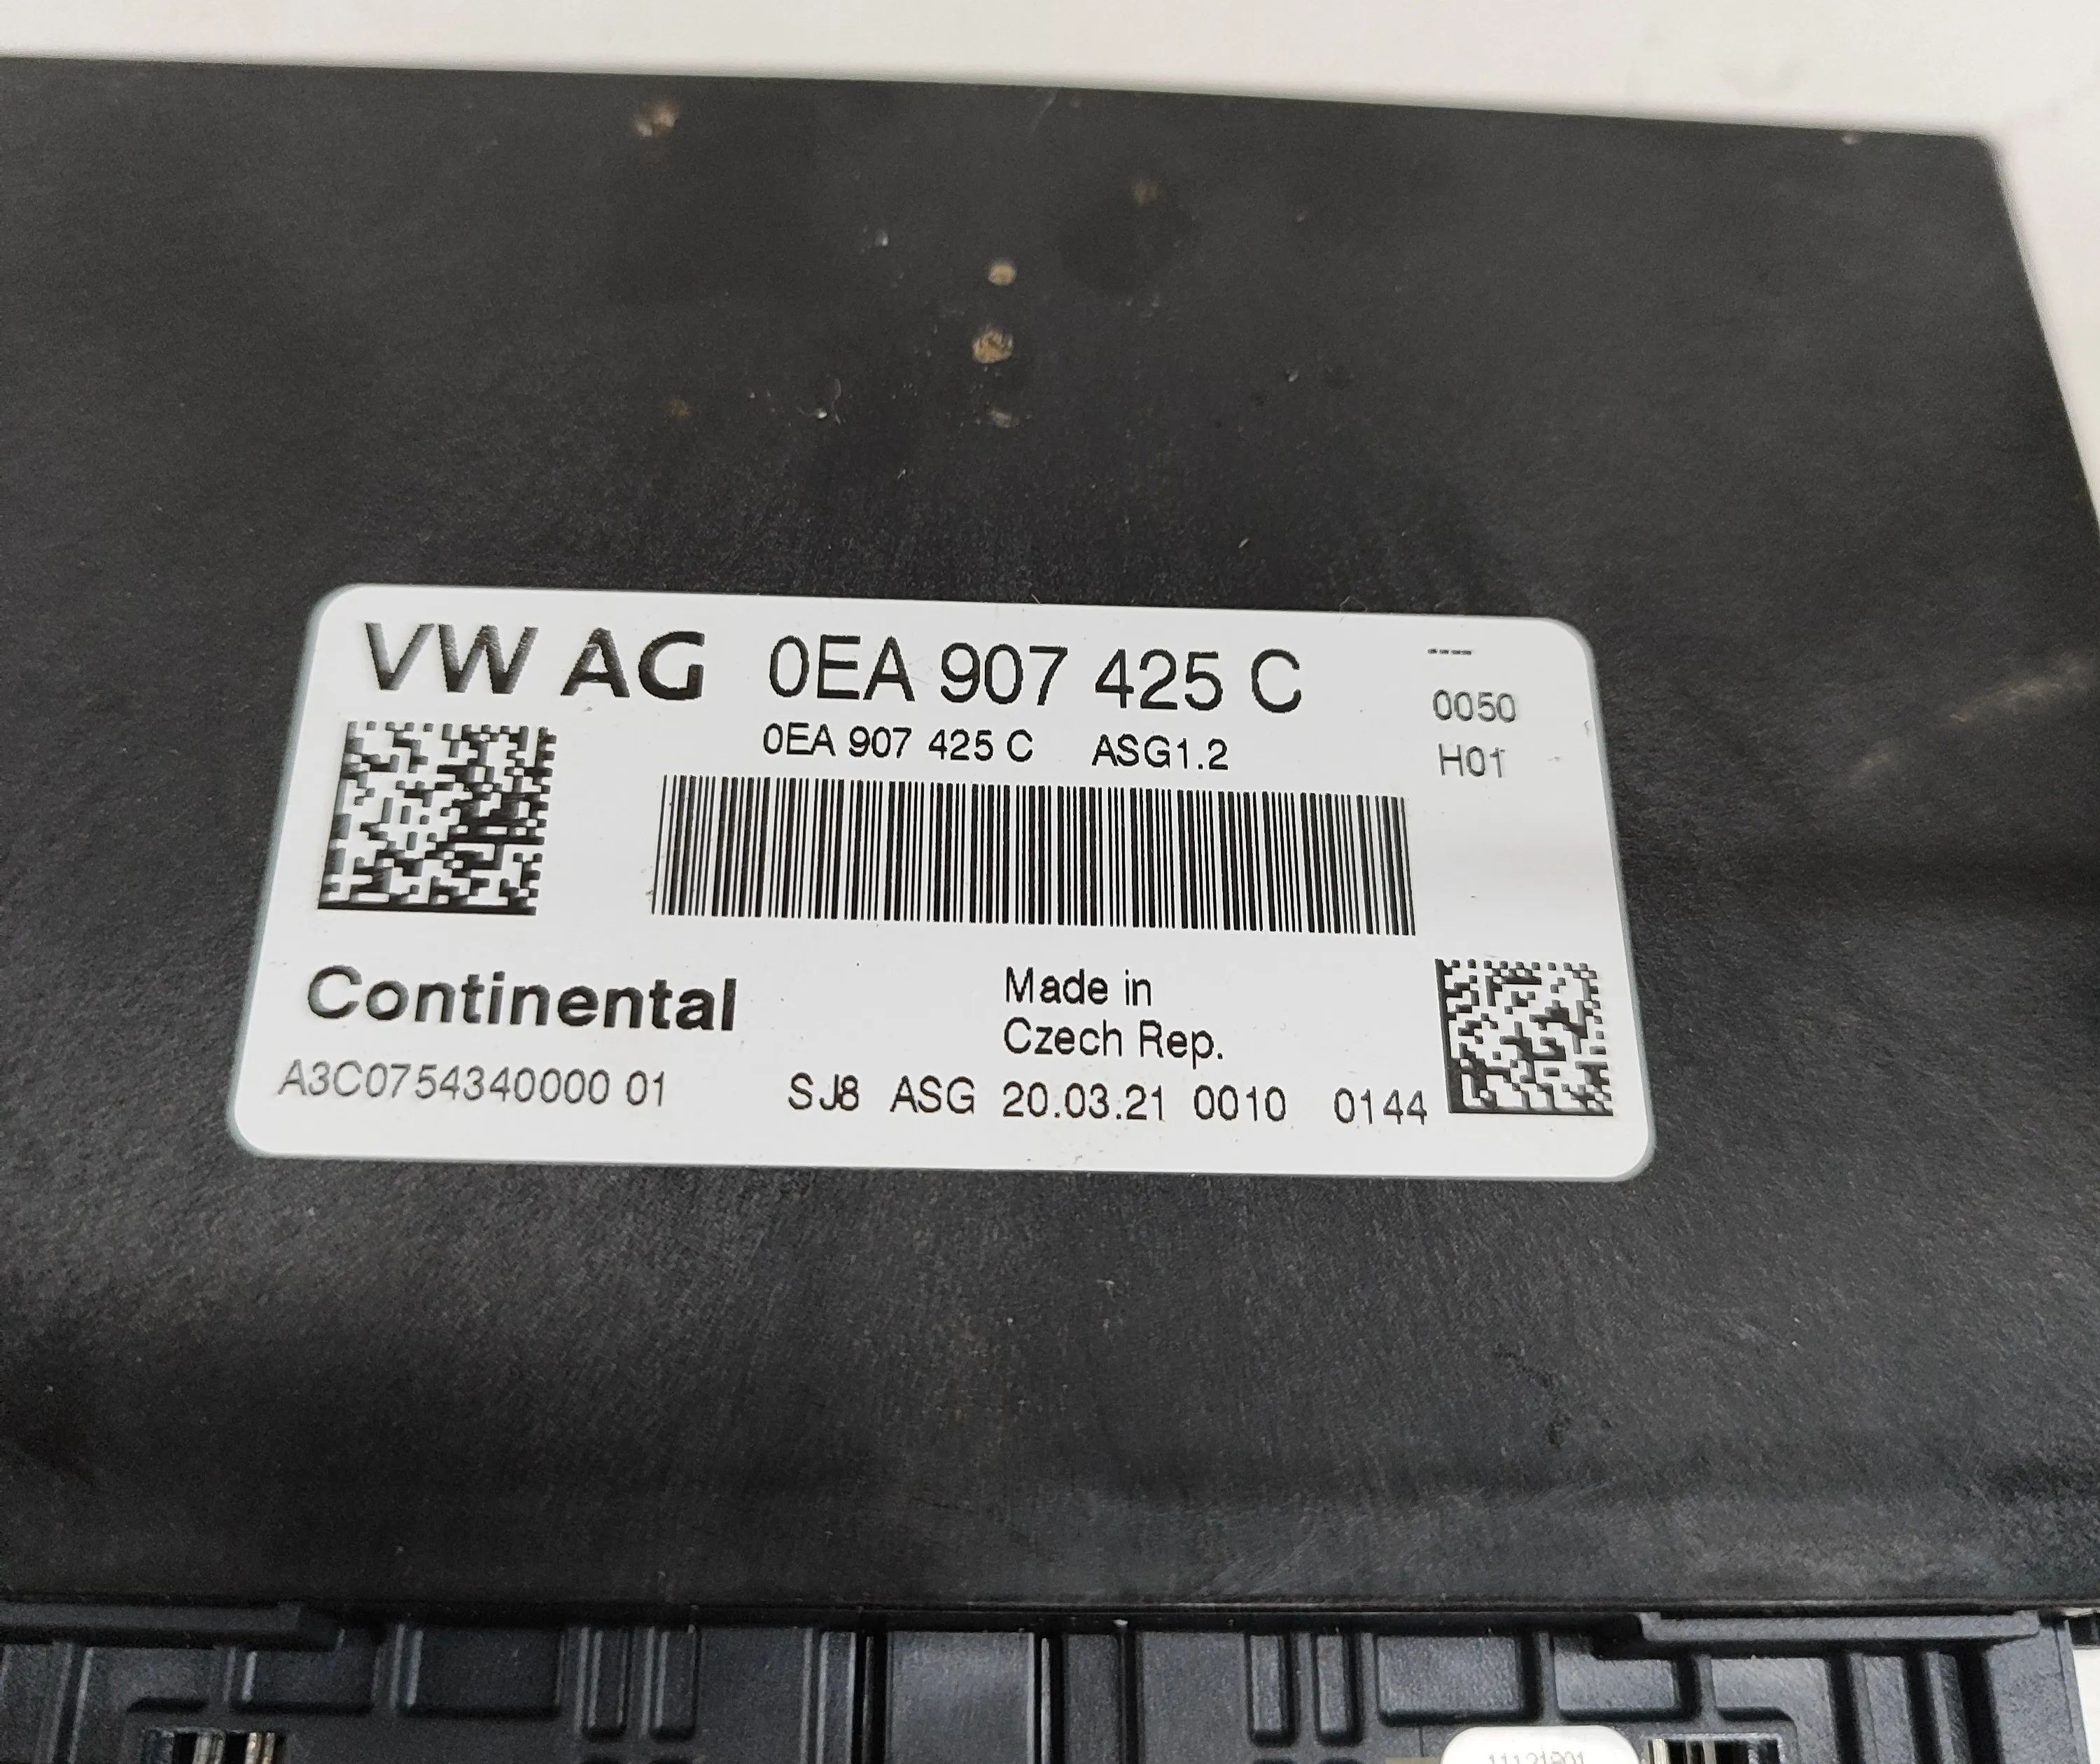 VW AG 0EA 907 425 C ----
0050
0EA 907 425 C ASG1.2
H01
Continental
Made in
Czech Rep.
A3C0754340000 01 SJ8 ASG 20.03.21 0010 0144